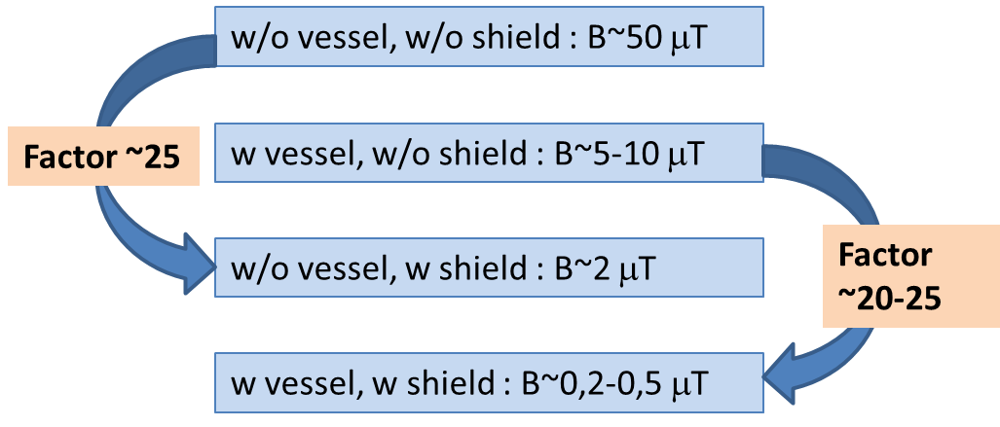 w/o vessel, w/o shield : B~50 μT
Factor ~25
w vessel, w/o shield : B~5-10 μT
w/o vessel, w shield : B~2 μT
Factor
~20-25
w vessel, w shield : B~0,2-0,5 μT